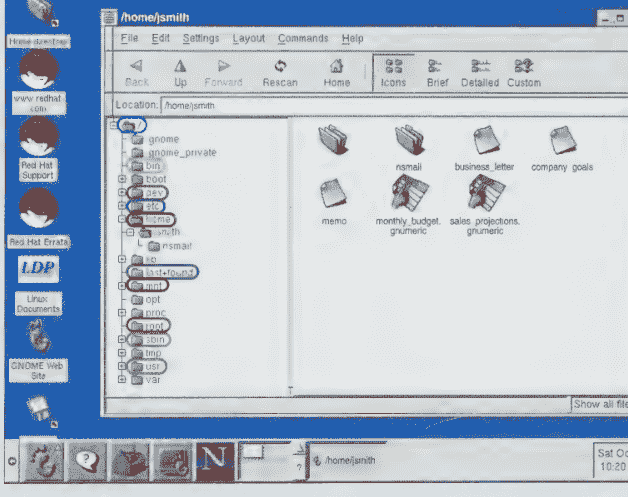 Home directory
www.redhat.com
Red Hat
Support
Red Hat Errata
LDP
Linux
Documents
GNOME Web
Site
/home/jsmith
File Edit Settings Layout Commands Help
Back Up Forward Rescan Home Icons Brief Detailed Custom
Location: /home/jsmith
/
.gnome
.gnome_private
bin
boot
dev
etc
home
jsmith
nsmail
lib
lost+found
mnt
opt
proc
root
sbin
tmp
usr
var
nsmail business_letter company_goals
memo monthly_budget. sales_projections.
gnumeric gnumeric
Show all file
N
/home/jsmith
Sat Oc
10:20